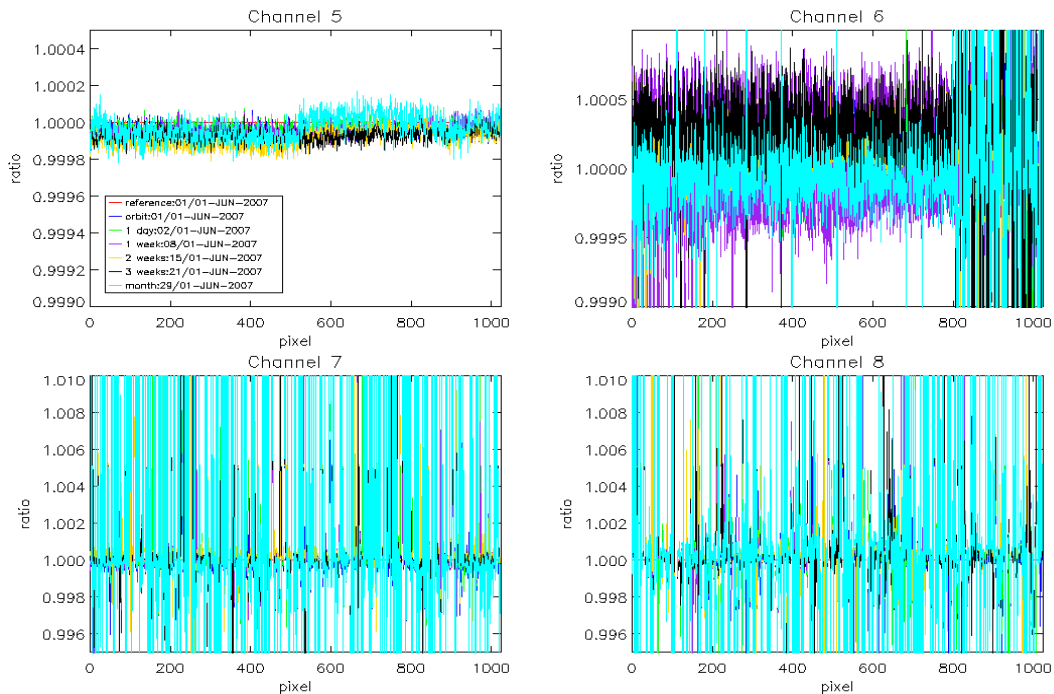 Channel 5
1.0004
1.0002
1.0000
0.9998
0.9996
0.9994
0.9992
0.9990
ratio
reference:01/01-JUN-2007
orbit:01/01-JUN-2007
1 day:02/01-JUN-2007
1 week:08/01-JUN-2007
2 weeks:15/01-JUN-2007
3 weeks:21/01-JUN-2007
month:29/01-JUN-2007
0 200 400 600 800 1000
pixel
Channel 6
1.0005
1.0000
0.9995
0.9990
ratio
0 200 400 600 800 1000
pixel
Channel 7
1.010
1.008
1.006
1.004
1.002
1.000
0.998
0.996
ratio
0 200 400 600 800 1000
pixel
Channel 8
1.010
1.008
1.006
1.004
1.002
1.000
0.998
0.996
ratio
0 200 400 600 800 1000
pixel